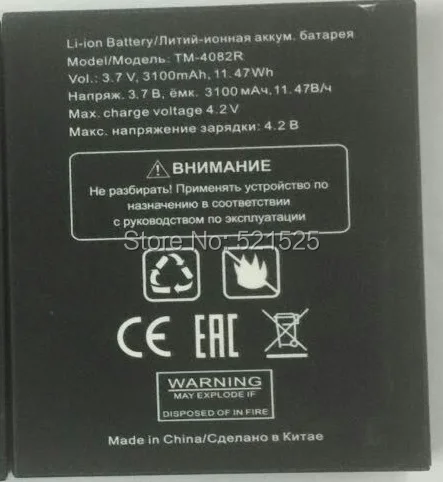 Li-ion Battery/Литий-ионная аккум. батарея
Model/Модель: TM-4082R
Vol.: 3.7 V, 3100mAh, 11.47Wh
Напряж. 3.7 В, ёмк. 3100 мАч, 11.47В/ч
Max. charge voltage 4.2V
Макс. напряжение зарядки: 4.2 В
ВНИМАНИЕ
Не разбирать! Применять устройство по
назначению в соответствии
с руководством по эксплуатации
Store No: 521525
CE EAC
WARNING
MAY EXPLODE IF
DISPOSED OF IN FIRE
Made in China/Сделано в Китае